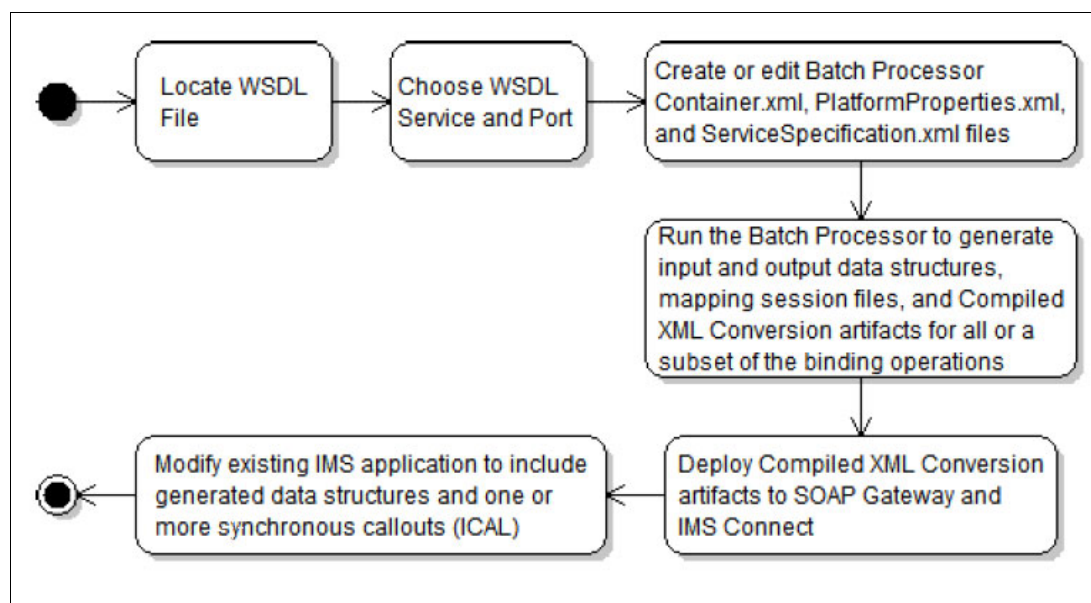 Locate WSDL
File
Choose WSDL
Service and Port
Create or edit Batch Processor
Container.xml, PlatformProperties.xml,
and ServiceSpecification.xml files
Run the Batch Processor to generate
input and output data structures,
mapping session files, and Compiled
XML Conversion artifacts for all or a
subset of the binding operations
Deploy Compiled XML Conversion
artifacts to SOAP Gateway and
IMS Connect
Modify existing IMS application to include
generated data structures and one or
more synchronous callouts (ICAL)